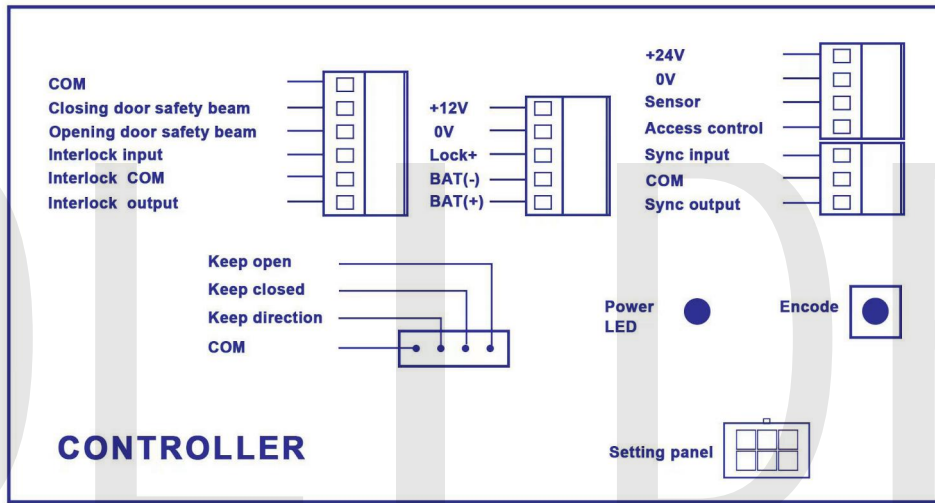 COM
Closing door safety beam
Opening door safety beam
Interlock input
Interlock COM
Interlock output
+12V
0V
Lock+
BAT(-)
BAT(+)
+24V
0V
Sensor
Access control
Sync input
COM
Sync output
Keep open
Keep closed
Keep direction
COM
Power
LED
Encode
CONTROLLER
Setting panel